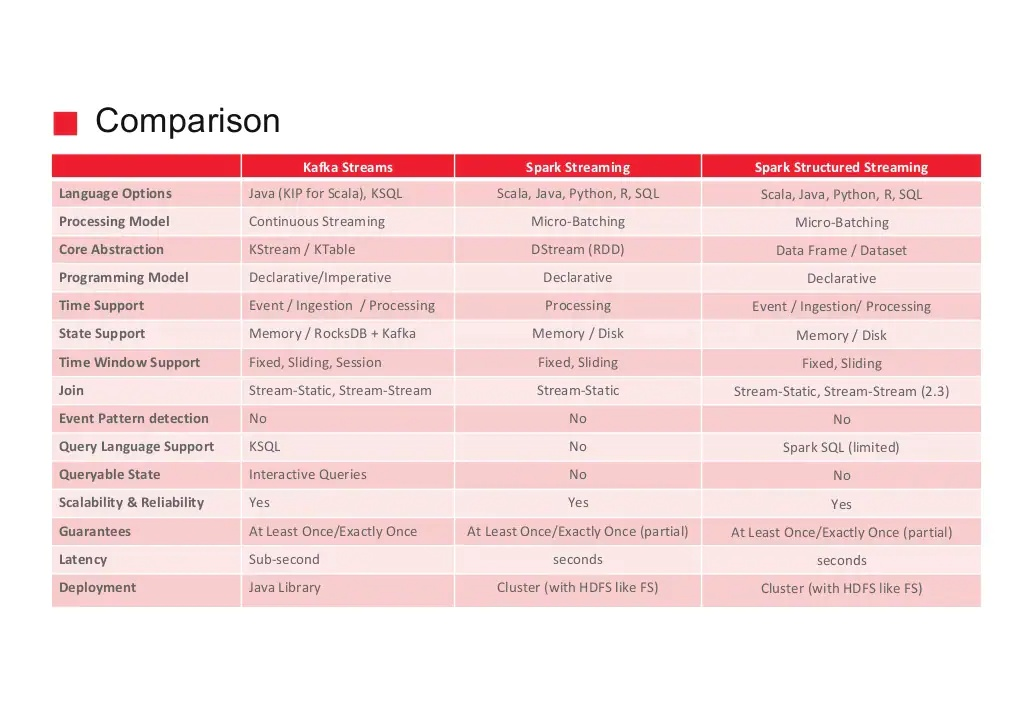 Comparison
Kafka Streams Spark Streaming Spark Structured Streaming
Language Options Java (KIP for Scala), KSQL Scala, Java, Python, R, SQL Scala, Java, Python, R, SQL
Processing Model Continuous Streaming Micro-Batching Micro-Batching
Core Abstraction KStream / KTable DStream (RDD) Data Frame / Dataset
Programming Model Declarative/Imperative Declarative Declarative
Time Support Event / Ingestion / Processing Processing Event / Ingestion/ Processing
State Support Memory / RocksDB + Kafka Memory / Disk Memory / Disk
Time Window Support Fixed, Sliding, Session Fixed, Sliding Fixed, Sliding
Join Stream-Static, Stream-Stream Stream-Static Stream-Static, Stream-Stream (2.3)
Event Pattern detection No No No
Query Language Support KSQL No Spark SQL (limited)
Queryable State Interactive Queries No No
Scalability & Reliability Yes Yes Yes
Guarantees At Least Once/Exactly Once At Least Once/Exactly Once (partial) At Least Once/Exactly Once (partial)
Latency Sub-second seconds seconds
Deployment Java Library Cluster (with HDFS like FS) Cluster (with HDFS like FS)